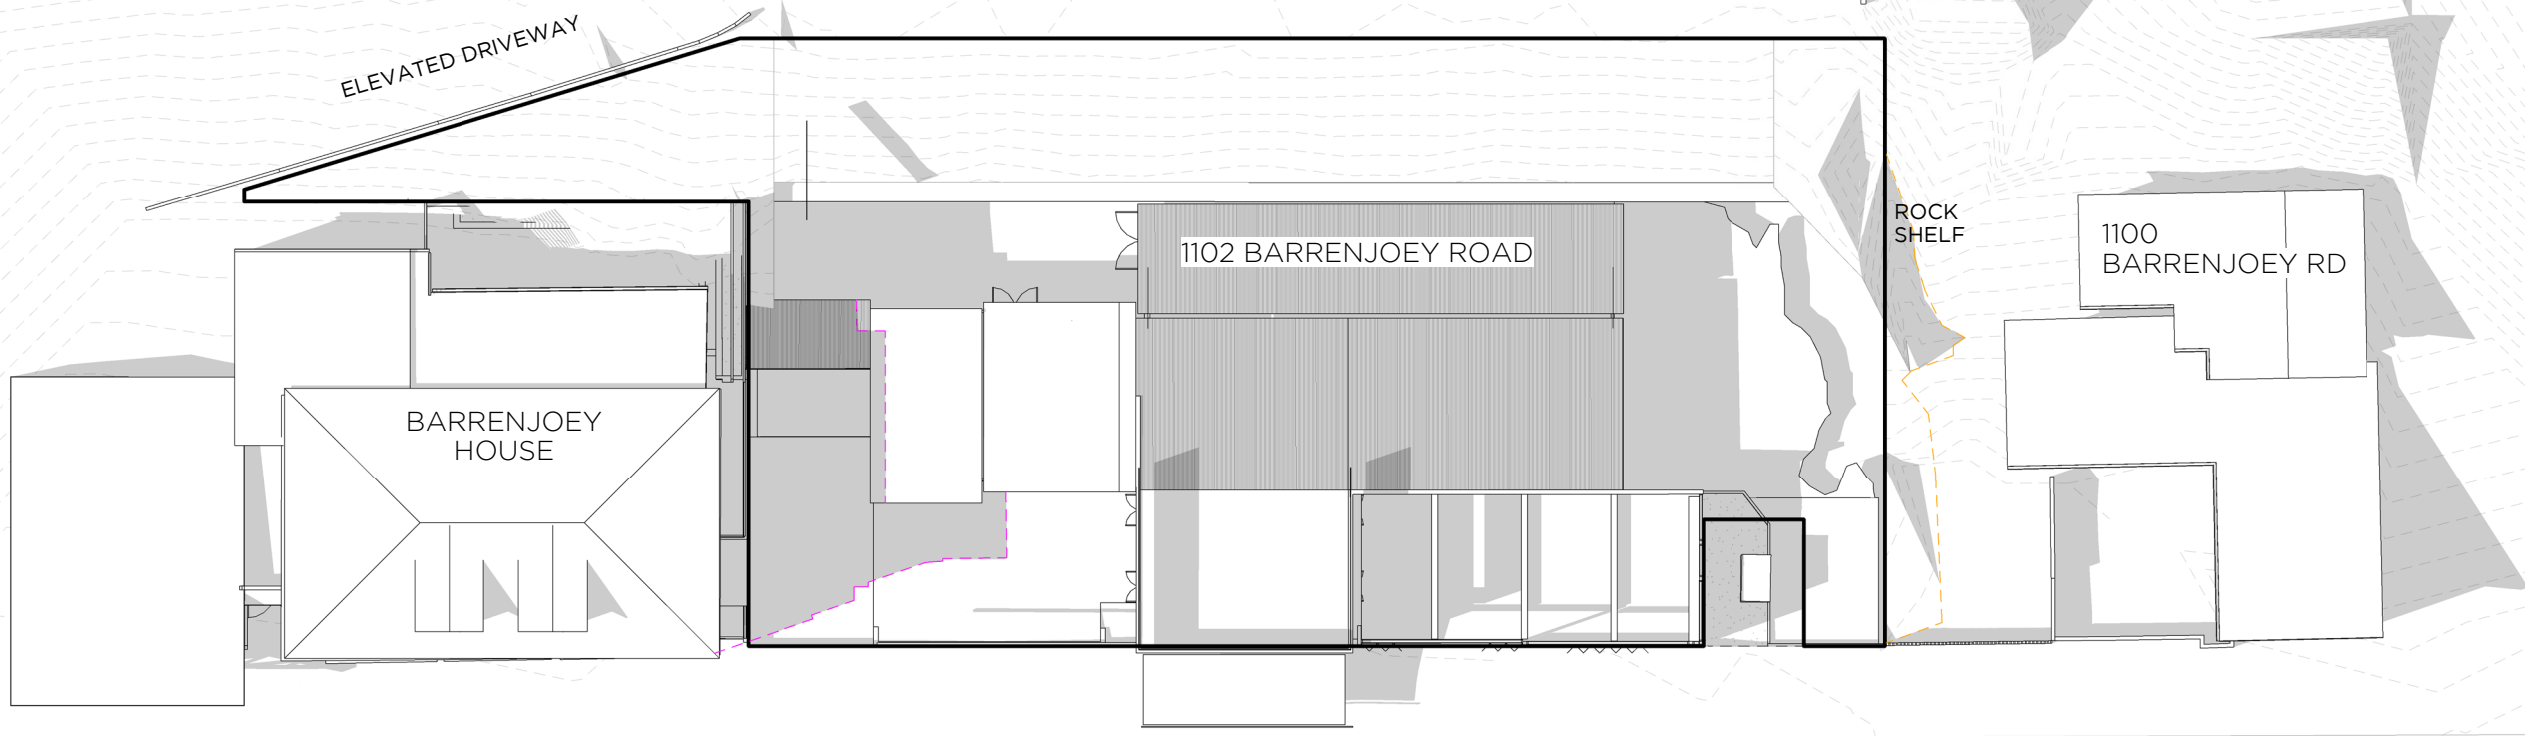 ELEVATED DRIVEWAY
1102 BARRENJOEY ROAD
ROCK
SHELF
1100
BARRENJOEY RD
BARRENJOEY
HOUSE